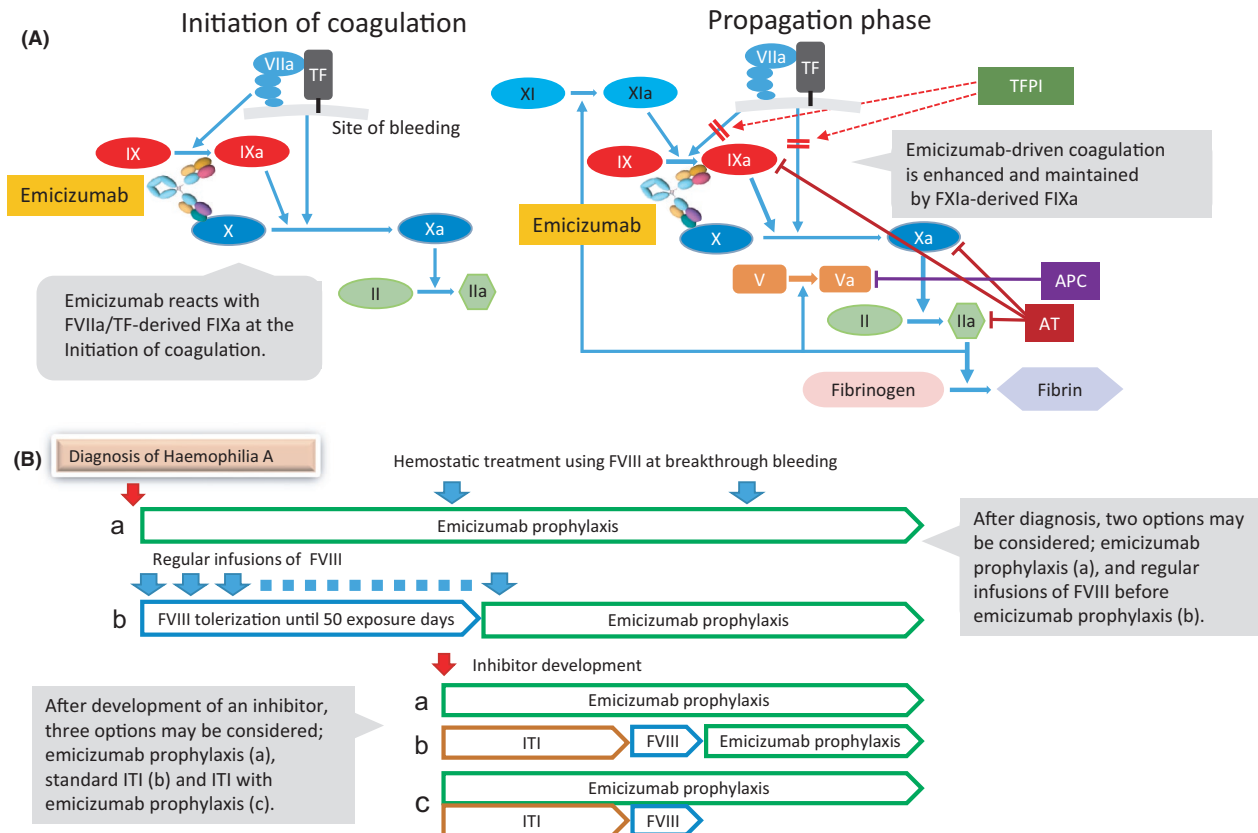 (A)
Initiation of coagulation
VIIa
TF
Site of bleeding
IX
IXa
Emicizumab
X
Xa
II
IIa
Emicizumab reacts with
FVIIa/TF-derived FIXa at the
Initiation of coagulation.
Propagation phase
VIIa
TF
XI
XIa
TFPI
IX
IXa
Emicizumab-driven coagulation
is enhanced and maintained
by FXIa-derived FIXa
Emicizumab
X
Xa
V
Va
APC
II
IIa
AT
Fibrinogen
Fibrin
(B)
Diagnosis of Haemophilia A
Hemostatic treatment using FVIII at breakthrough bleeding
a
Emicizumab prophylaxis
Regular infusions of FVIII
b
FVIII tolerization until 50 exposure days
Emicizumab prophylaxis
After diagnosis, two options may
be considered; emicizumab
prophylaxis (a), and regular
infusions of FVIII before
emicizumab prophylaxis (b).
Inhibitor development
a
Emicizumab prophylaxis
b
ITI
FVIII
Emicizumab prophylaxis
c
Emicizumab prophylaxis
ITI
FVIII
After development of an inhibitor,
three options may be considered;
emicizumab prophylaxis (a),
standard ITI (b) and ITI with
emicizumab prophylaxis (c).